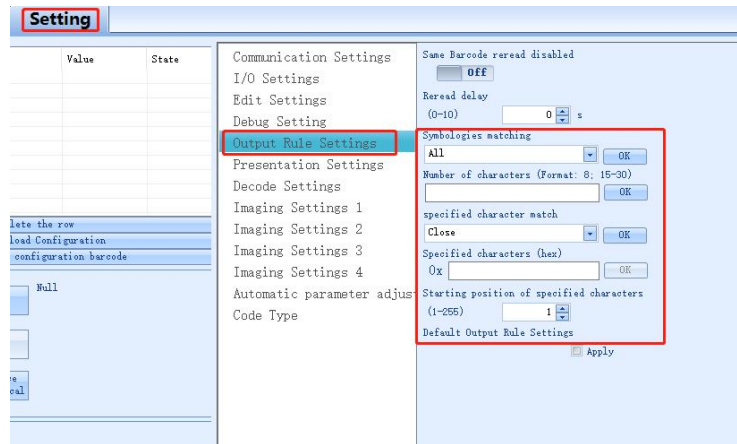 Setting
Value State
lete the row
load Configuration
configuration barcode
Null
Communication Settings
I/O Settings
Edit Settings
Debug Setting
Output Rule Settings
Presentation Settings
Decode Settings
Imaging Settings 1
Imaging Settings 2
Imaging Settings 3
Imaging Settings 4
Automatic parameter adjus
Code Type
Same Barcode reread disabled
Off
Reread delay
(0-10) 0 s
Symbologies matching
All OK
Number of characters (Format: 8; 15-30)
OK
specified character match
Close OK
Specified characters (hex)
0x OK
Starting position of specified characters
(1-255) 1
Default Output Rule Settings
Apply